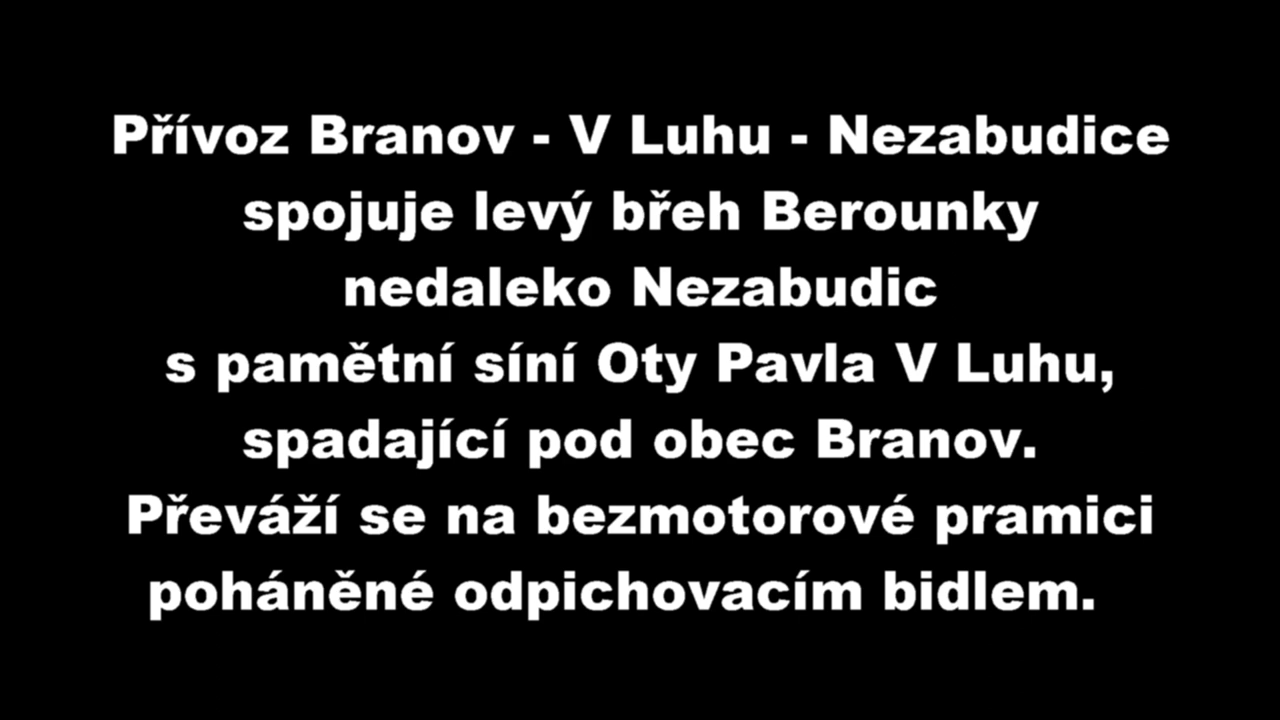 Přívoz Branov - V Luhu - Nezabudice
spojuje levý břeh Berounky
nedaleko Nezabudic
s pamětní síní Oty Pavla V Luhu,
spadající pod obec Branov.
Převáží se na bezmotorové pramici
poháněné odpichovacím bidlem.